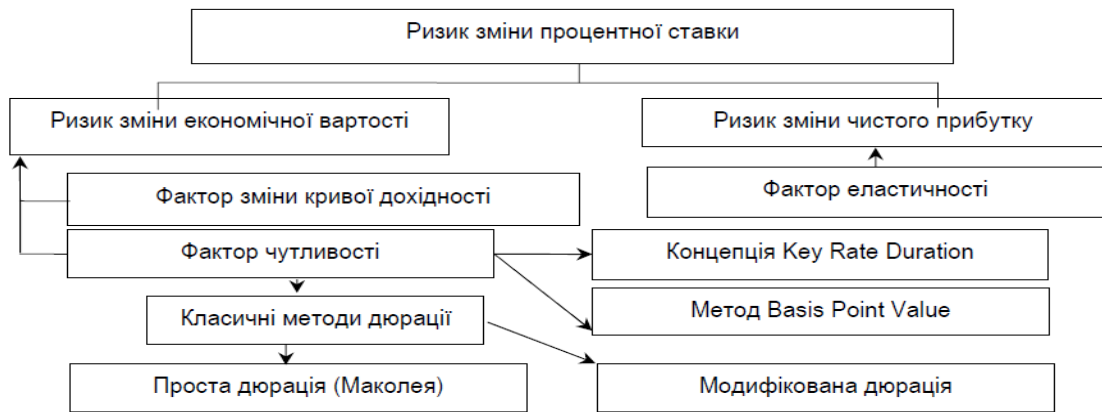 Ризик зміни процентної ставки
Ризик зміни економічної вартості
Ризик зміни чистого прибутку
Фактор зміни кривої дохідності
Фактор еластичності
Фактор чутливості
Концепція Key Rate Duration
Класичні методи дюрації
Метод Basis Point Value
Проста дюрація (Маколея)
Модифікована дюрація